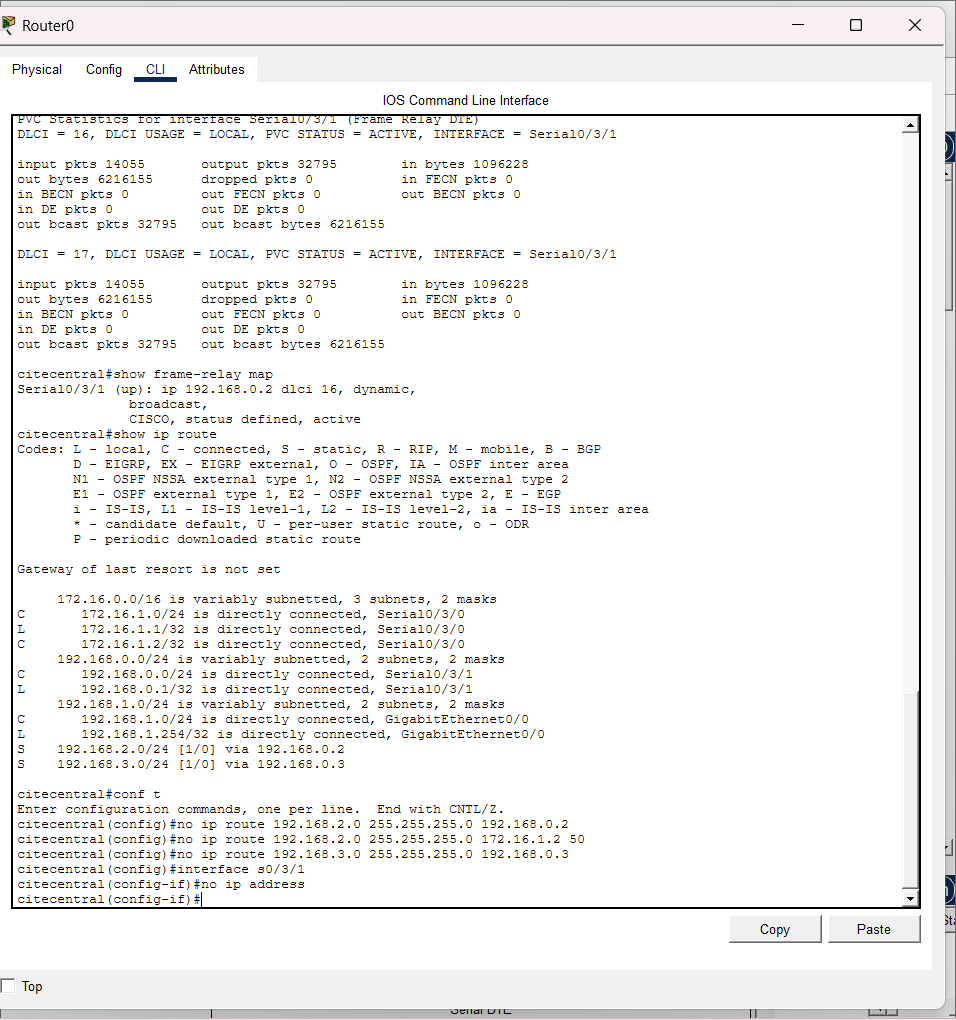 Router0
Physical Config CLI Attributes
IOS Command Line Interface
PVC Statistics for interface Serial0/3/1 (Frame Relay DTE)
DLCI = 16, DLCI USAGE = LOCAL, PVC STATUS = ACTIVE, INTERFACE = Serial0/3/1
input pkts 14055 output pkts 32795 in bytes 1096228
out bytes 6216155 dropped pkts 0 in FECN pkts 0
in BECN pkts 0 out FECN pkts 0 out BECN pkts 0
in DE pkts 0 out DE pkts 0
out bcast pkts 32795 out bcast bytes 6216155
DLCI = 17, DLCI USAGE = LOCAL, PVC STATUS = ACTIVE, INTERFACE = Serial0/3/1
input pkts 14055 output pkts 32795 in bytes 1096228
out bytes 6216155 dropped pkts 0 in FECN pkts 0
in BECN pkts 0 out FECN pkts 0 out BECN pkts 0
in DE pkts 0 out DE pkts 0
out bcast pkts 32795 out bcast bytes 6216155
citecentral#show frame-relay map
Serial0/3/1 (up): ip 192.168.0.2 dlci 16, dynamic,
broadcast,
CISCO, status defined, active
citecentral#show ip route
Codes: L - local, C - connected, S - static, R - RIP, M - mobile, B - BGP
D - EIGRP, EX - EIGRP external, O - OSPF, IA - OSPF inter area
N1 - OSPF NSSA external type 1, N2 - OSPF NSSA external type 2
E1 - OSPF external type 1, E2 - OSPF external type 2, E - EGP
i - IS-IS, L1 - IS-IS level-1, L2 - IS-IS level-2, ia - IS-IS inter area
* - candidate default, U - per-user static route, o - ODR
P - periodic downloaded static route
Gateway of last resort is not set
172.16.0.0/16 is variably subnetted, 3 subnets, 2 masks
C 172.16.1.0/24 is directly connected, Serial0/3/0
L 172.16.1.1/32 is directly connected, Serial0/3/0
C 172.16.1.2/32 is directly connected, Serial0/3/0
192.168.0.0/24 is variably subnetted, 2 subnets, 2 masks
C 192.168.0.0/24 is directly connected, Serial0/3/1
L 192.168.0.1/32 is directly connected, Serial0/3/1
192.168.1.0/24 is variably subnetted, 2 subnets, 2 masks
C 192.168.1.0/24 is directly connected, GigabitEthernet0/0
L 192.168.1.254/32 is directly connected, GigabitEthernet0/0
S 192.168.2.0/24 [1/0] via 192.168.0.2
S 192.168.3.0/24 [1/0] via 192.168.0.3
citecentral#conf t
Enter configuration commands, one per line. End with CNTL/Z.
citecentral(config)#no ip route 192.168.2.0 255.255.255.0 192.168.0.2
citecentral(config)#no ip route 192.168.2.0 255.255.255.0 172.16.1.2 50
citecentral(config)#no ip route 192.168.3.0 255.255.255.0 192.168.0.3
citecentral(config)#interface s0/3/1
citecentral(config-if)#no ip address
citecentral(config-if)#
Copy Paste
Top
Serial DTE